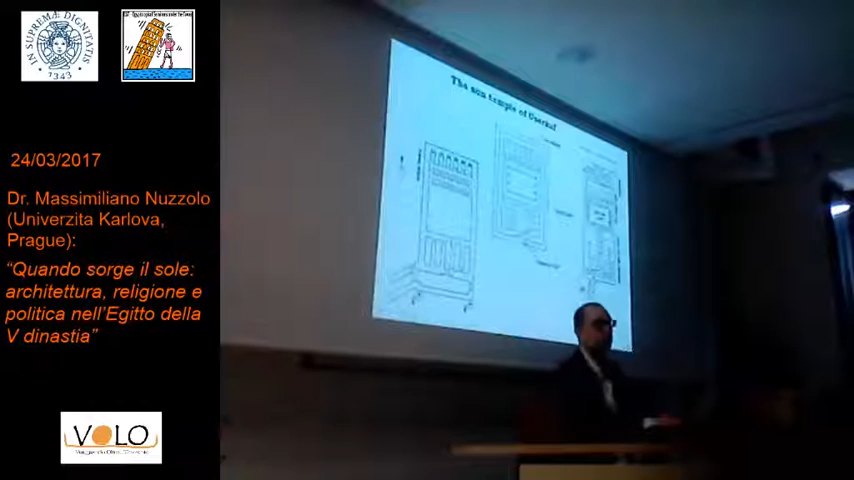 IN SUPREMÆ DIGNITATIS
·1343·
24/03/2017
Dr. Massimiliano Nuzzolo
(Univerzita Karlova,
Prague):
“Quando sorge il sole:
architettura, religione e
politica nell’Egitto della
V dinastia”
VOLO
The sun temple of Userkaf